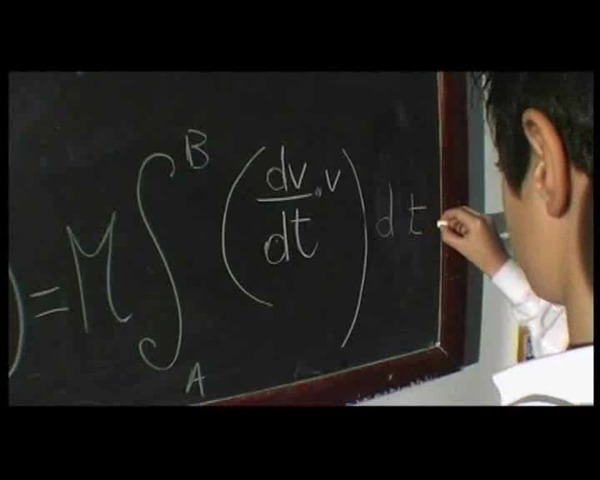 ) = M ∫_A^B (dv/dt · v) dt